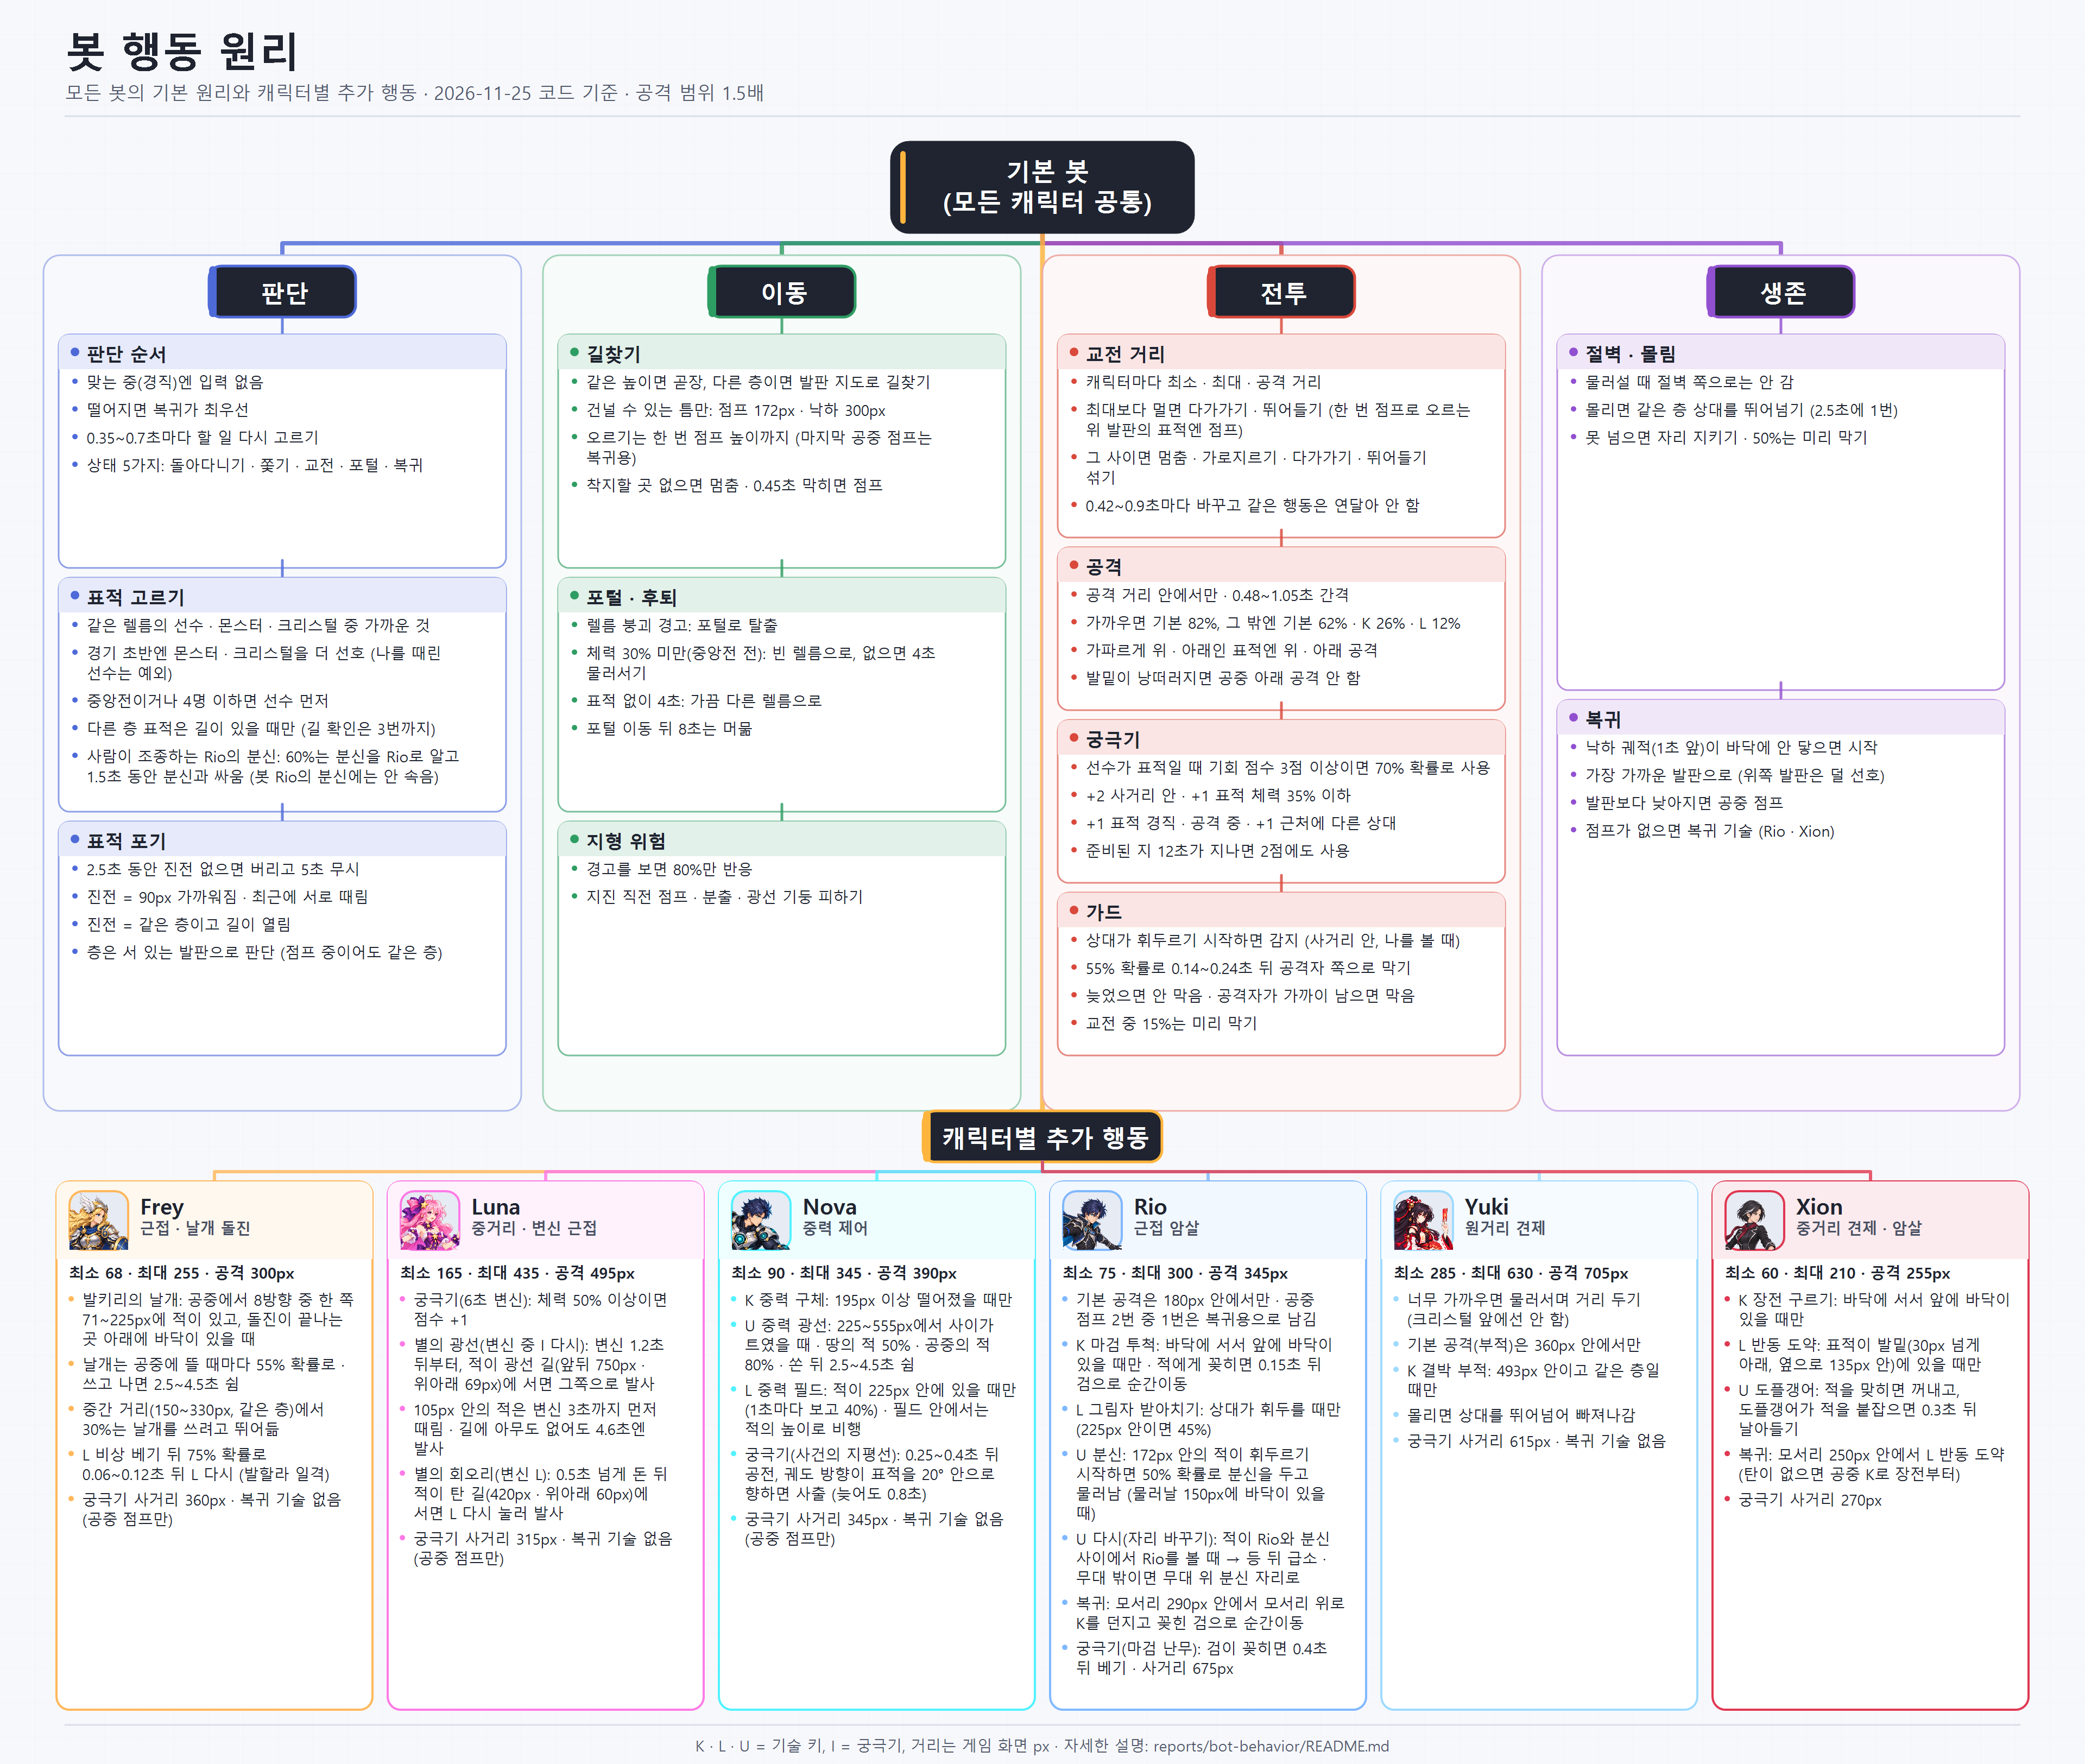 봇 행동 원리
모든 봇의 기본 원리와 캐릭터별 추가 행동 · 2026-11-25 코드 기준 · 공격 범위 1.5배
기본 봇
(모든 캐릭터 공통)
판단
판단 순서
• 맞는 중(경직)엔 입력 없음
• 떨어지면 복귀가 최우선
• 0.35~0.7초마다 할 일 다시 고르기
• 상태 5가지: 돌아다니기 · 쫓기 · 교전 · 포털 · 복귀
표적 고르기
• 같은 렐름의 선수 · 몬스터 · 크리스털 중 가까운 것
• 경기 초반엔 몬스터 · 크리스털을 더 선호 (나를 때린
선수는 예외)
• 중앙전이거나 4명 이하면 선수 먼저
• 다른 층 표적은 길이 있을 때만 (길 확인은 3번까지)
• 사람이 조종하는 Rio의 분신: 60%는 분신을 Rio로 알고
1.5초 동안 분신과 싸움 (봇 Rio의 분신에는 안 속음)
표적 포기
• 2.5초 동안 진전 없으면 버리고 5초 무시
• 진전 = 90px 가까워짐 · 최근에 서로 때림
• 진전 = 같은 층이고 길이 열림
• 층은 서 있는 발판으로 판단 (점프 중이어도 같은 층)
이동
길찾기
• 같은 높이면 곧장, 다른 층이면 발판 지도로 길찾기
• 건널 수 있는 틈만: 점프 172px · 낙하 300px
• 오르기는 한 번 점프 높이까지 (마지막 공중 점프는
복귀용)
• 착지할 곳 없으면 멈춤 · 0.45초 막히면 점프
포털 · 후퇴
• 렐름 붕괴 경고: 포털로 탈출
• 체력 30% 미만(중앙전 전): 빈 렐름으로, 없으면 4초
물러서기
• 표적 없이 4초: 가끔 다른 렐름으로
• 포털 이동 뒤 8초는 머묾
지형 위험
• 경고를 보면 80%만 반응
• 지진 직전 점프 · 분출 · 광선 기둥 피하기
전투
교전 거리
• 캐릭터마다 최소 · 최대 · 공격 거리
• 최대보다 멀면 다가가기 · 뛰어들기 (한 번 점프로 오르는
위 발판의 표적엔 점프)
• 그 사이면 멈춤 · 가로지르기 · 다가가기 · 뛰어들기
섞기
• 0.42~0.9초마다 바꾸고 같은 행동은 연달아 안 함
공격
• 공격 거리 안에서만 · 0.48~1.05초 간격
• 가까우면 기본 82%, 그 밖엔 기본 62% · K 26% · L 12%
• 가파르게 위 · 아래인 표적엔 위 · 아래 공격
• 발밑이 낭떠러지면 공중 아래 공격 안 함
궁극기
• 선수가 표적일 때 기회 점수 3점 이상이면 70% 확률로 사용
• +2 사거리 안 · +1 표적 체력 35% 이하
• +1 표적 경직 · 공격 중 · +1 근처에 다른 상대
• 준비된 지 12초가 지나면 2점에도 사용
가드
• 상대가 휘두르기 시작하면 감지 (사거리 안, 나를 볼 때)
• 55% 확률로 0.14~0.24초 뒤 공격자 쪽으로 막기
• 늦었으면 안 막음 · 공격자가 가까이 남으면 막음
• 교전 중 15%는 미리 막기
생존
절벽 · 몰림
• 물러설 때 절벽 쪽으로는 안 감
• 몰리면 같은 층 상대를 뛰어넘기 (2.5초에 1번)
• 못 넘으면 자리 지키기 · 50%는 미리 막기
복귀
• 낙하 궤적(1초 앞)이 바닥에 안 닿으면 시작
• 가장 가까운 발판으로 (위쪽 발판은 덜 선호)
• 발판보다 낮아지면 공중 점프
• 점프가 없으면 복귀 기술 (Rio · Xion)
캐릭터별 추가 행동
Frey
근접 · 날개 돌진
최소 68 · 최대 255 · 공격 300px
• 발키리의 날개: 공중에서 8방향 중 한 쪽
71~225px에 적이 있고, 돌진이 끝나는
곳 아래에 바닥이 있을 때
• 날개는 공중에 뜰 때마다 55% 확률로 ·
쓰고 나면 2.5~4.5초 쉼
• 중간 거리(150~330px, 같은 층)에서
30%는 날개를 쓰려고 뛰어듦
• L 비상 베기 뒤 75% 확률로
0.06~0.12초 뒤 L 다시 (발할라 일격)
• 궁극기 사거리 360px · 복귀 기술 없음
(공중 점프만)
Luna
중거리 · 변신 근접
최소 165 · 최대 435 · 공격 495px
• 궁극기(6초 변신): 체력 50% 이상이면
점수 +1
• 별의 광선(변신 중 I 다시): 변신 1.2초
뒤부터, 적이 광선 길(앞뒤 750px ·
위아래 69px)에 서면 그쪽으로 발사
• 105px 안의 적은 변신 3초까지 먼저
때림 · 길에 아무도 없어도 4.6초엔
발사
• 별의 회오리(변신 L): 0.5초 넘게 돈 뒤
적이 탄 길(420px · 위아래 60px)에
서면 L 다시 눌러 발사
• 궁극기 사거리 315px · 복귀 기술 없음
(공중 점프만)
Nova
중력 제어
최소 90 · 최대 345 · 공격 390px
• K 중력 구체: 195px 이상 떨어졌을 때만
• U 중력 광선: 225~555px에서 사이가
트였을 때 · 땅의 적 50% · 공중의 적
80% · 쏜 뒤 2.5~4.5초 쉼
• L 중력 필드: 적이 225px 안에 있을 때만
(1초마다 보고 40%) · 필드 안에서는
적의 높이로 비행
• 궁극기(사건의 지평선): 0.25~0.4초 뒤
공전, 궤도 방향이 표적을 20° 안으로
향하면 사출 (늦어도 0.8초)
• 궁극기 사거리 345px · 복귀 기술 없음
(공중 점프만)
Rio
근접 암살
최소 75 · 최대 300 · 공격 345px
• 기본 공격은 180px 안에서만 · 공중
점프 2번 중 1번은 복귀용으로 남김
• K 마검 투척: 바닥에 서서 앞에 바닥이
있을 때만 · 적에게 꽂히면 0.15초 뒤
검으로 순간이동
• L 그림자 받아치기: 상대가 휘두를 때만
(225px 안이면 45%)
• U 분신: 172px 안의 적이 휘두르기
시작하면 50% 확률로 분신을 두고
물러남 (물러날 150px에 바닥이 있을
때)
• U 다시(자리 바꾸기): 적이 Rio와 분신
사이에서 Rio를 볼 때 → 등 뒤 급소 ·
무대 밖이면 무대 위 분신 자리로
• 복귀: 모서리 290px 안에서 모서리 위로
K를 던지고 꽂힌 검으로 순간이동
• 궁극기(마검 난무): 검이 꽂히면 0.4초
뒤 베기 · 사거리 675px
Yuki
원거리 견제
최소 285 · 최대 630 · 공격 705px
• 너무 가까우면 물러서며 거리 두기
(크리스털 앞에선 안 함)
• 기본 공격(부적)은 360px 안에서만
• K 결박 부적: 493px 안이고 같은 층일
때만
• 몰리면 상대를 뛰어넘어 빠져나감
• 궁극기 사거리 615px · 복귀 기술 없음
Xion
중거리 견제 · 암살
최소 60 · 최대 210 · 공격 255px
• K 장전 구르기: 바닥에 서서 앞에 바닥이
있을 때만
• L 반동 도약: 표적이 발밑(30px 넘게
아래, 옆으로 135px 안)에 있을 때만
• U 도플갱어: 적을 맞히면 꺼내고,
도플갱어가 적을 붙잡으면 0.3초 뒤
날아들기
• 복귀: 모서리 250px 안에서 L 반동 도약
(탄이 없으면 공중 K로 장전부터)
• 궁극기 사거리 270px
K · L · U = 기술 키, I = 궁극기, 거리는 게임 화면 px · 자세한 설명: reports/bot-behavior/README.md